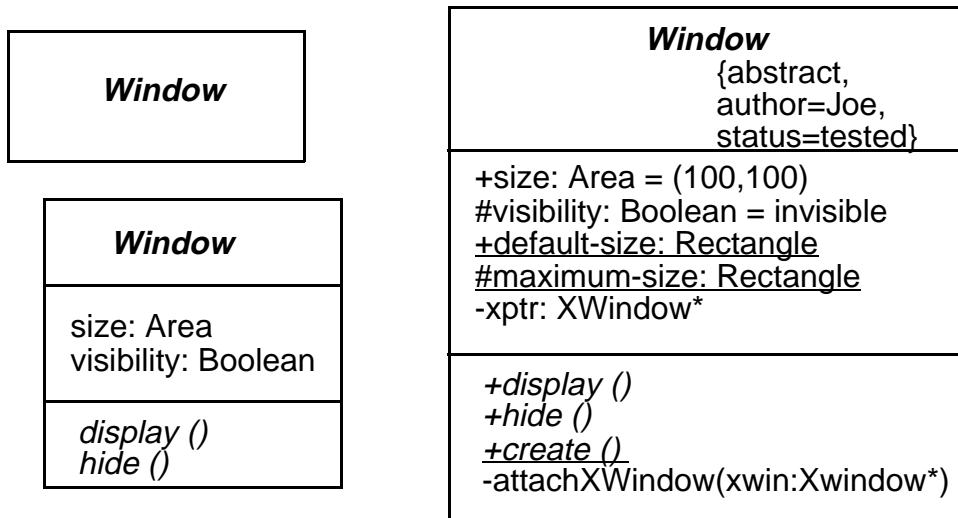 Window
Window
size: Area
visibility: Boolean
display ()
hide ()
Window
{abstract,
author=Joe,
status=tested}
+size: Area = (100,100)
#visibility: Boolean = invisible
+default-size: Rectangle
#maximum-size: Rectangle
-xptr: XWindow*
+display ()
+hide ()
+create ()
-attachXWindow(xwin:Xwindow*)